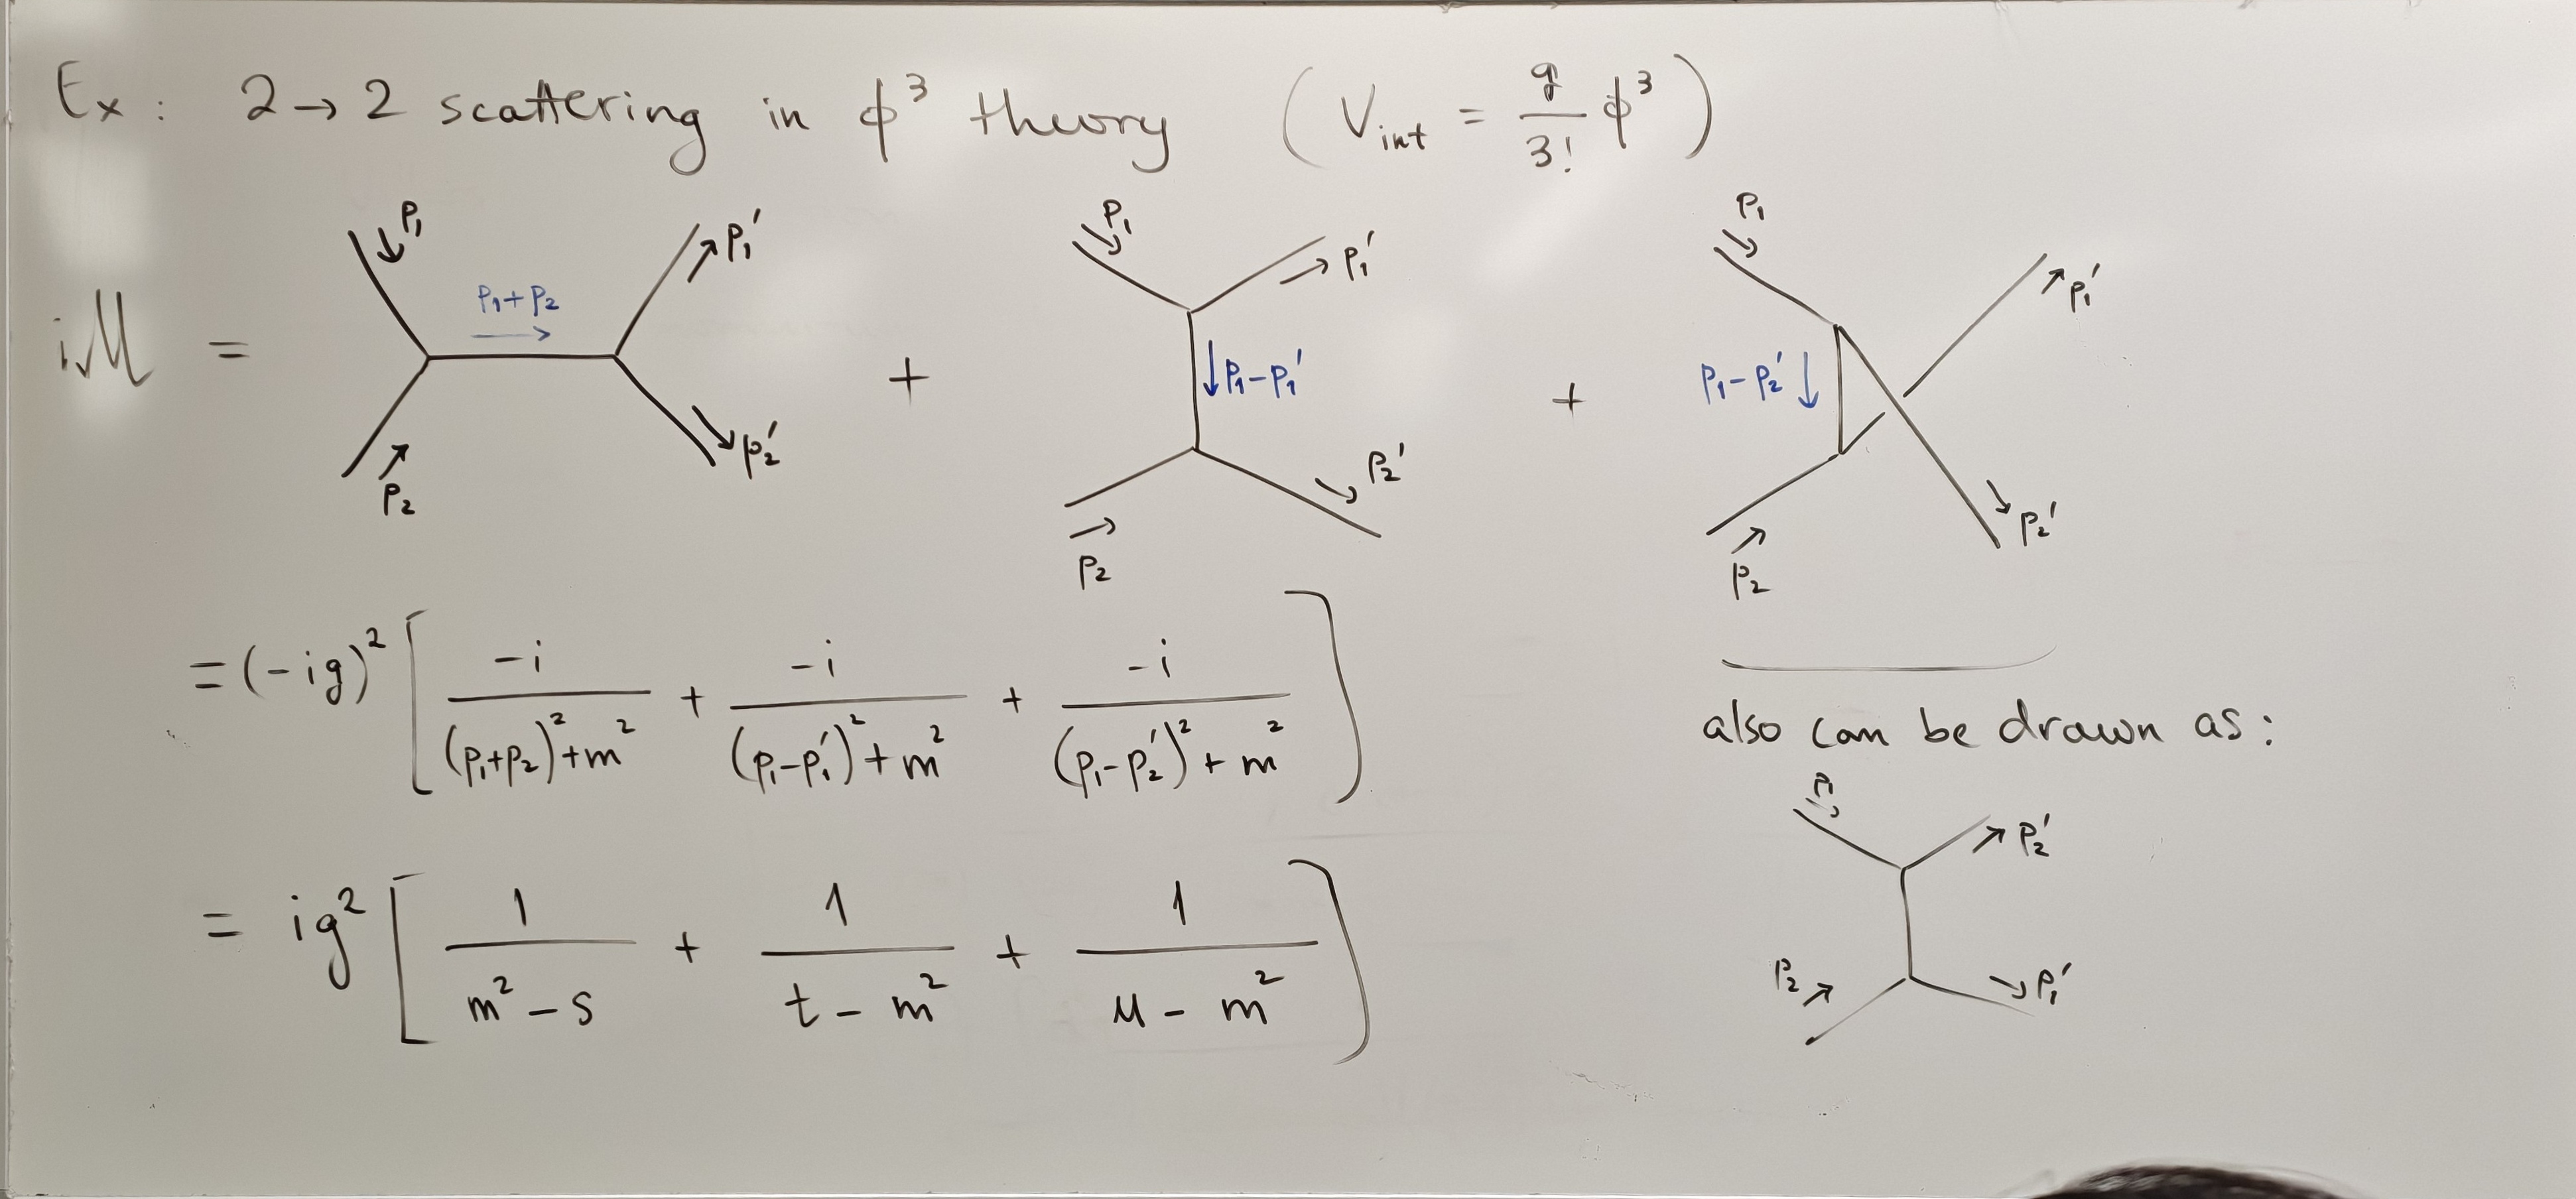 Ex: 2→2 scattering in ϕ³ theory (V_int = g/3! ϕ³)
p₁ p₁′ p₁ p₁′ p₁ p₁′
iM = p₁+p₂ + p₁−p₁′ + p₁−p₂′
p₂ p₂′ p₂ p₂′ p₂ p₂′
= (−ig)² [ −i/((p₁+p₂)²+m²) + −i/((p₁−p₁′)²+m²) + −i/((p₁−p₂′)²+m²) ]
also can be drawn as:
p₁ p₂′
p₂ p₁′
= ig² [ 1/(m²−s) + 1/(t−m²) + 1/(u−m²) ]